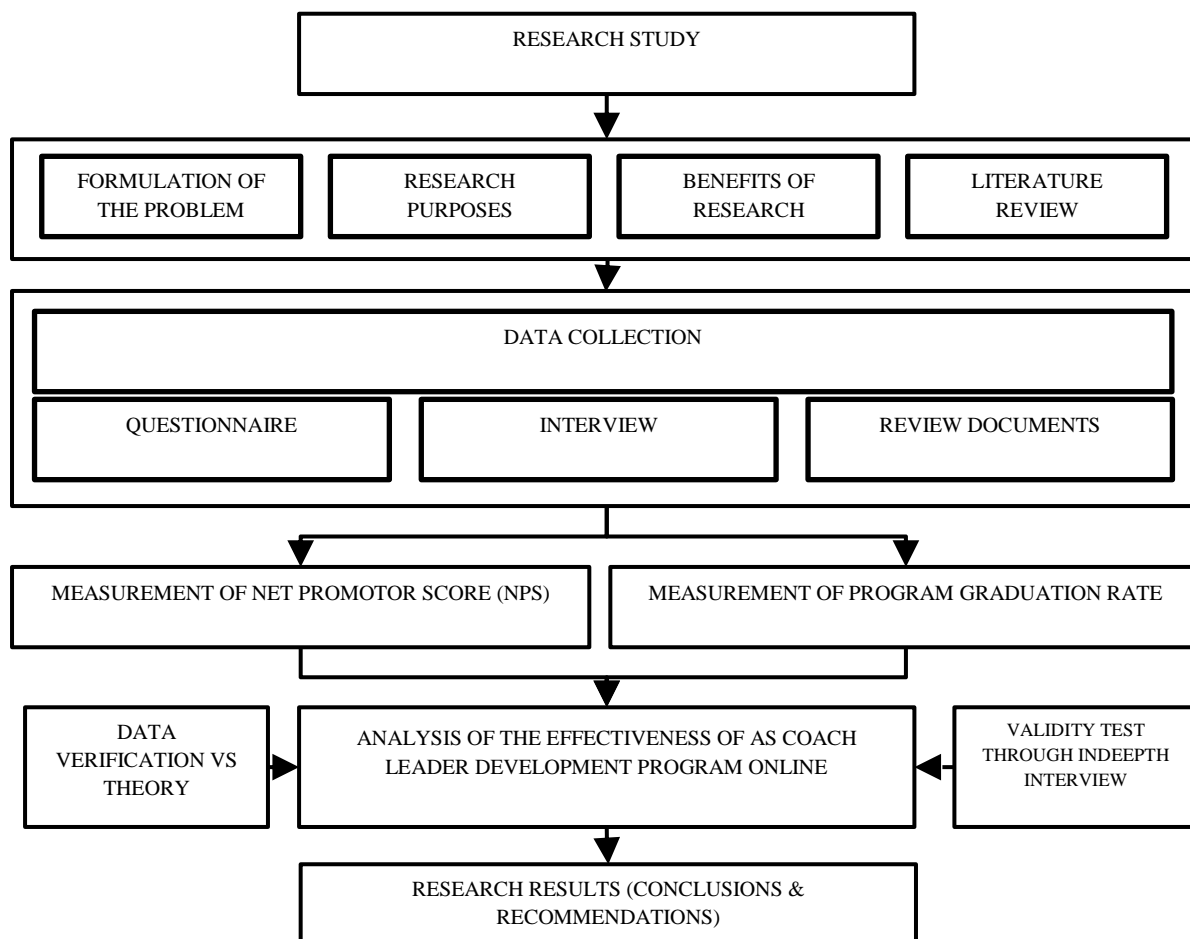 RESEARCH STUDY
FORMULATION OF
THE PROBLEM
RESEARCH
PURPOSES
BENEFITS OF
RESEARCH
LITERATURE
REVIEW
DATA COLLECTION
QUESTIONNAIRE
INTERVIEW
REVIEW DOCUMENTS
MEASUREMENT OF NET PROMOTOR SCORE (NPS)
MEASUREMENT OF PROGRAM GRADUATION RATE
DATA
VERIFICATION VS
THEORY
ANALYSIS OF THE EFFECTIVENESS OF AS COACH
LEADER DEVELOPMENT PROGRAM ONLINE
VALIDITY TEST
THROUGH INDEEPTH
INTERVIEW
RESEARCH RESULTS (CONCLUSIONS &
RECOMMENDATIONS)